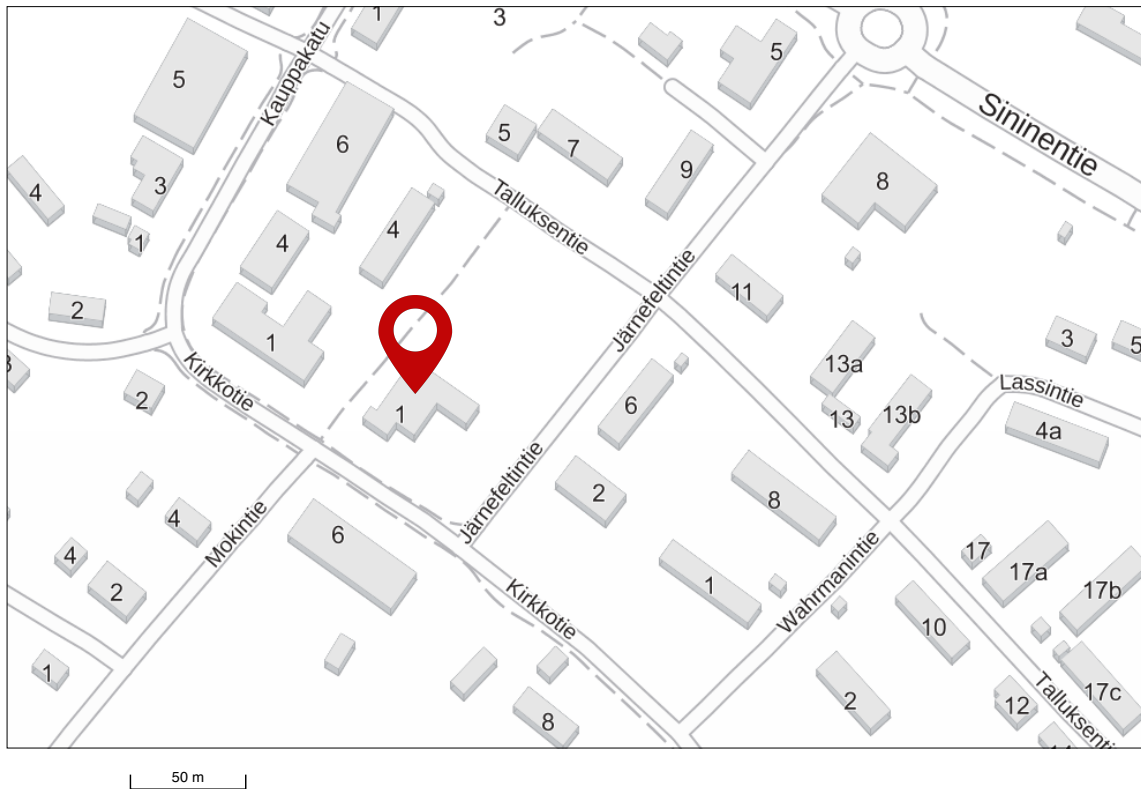 1
3
5
5
Kauppakatu
6
Sininentie
5
7
9
8
4
3
Talluksentie
4
1
4
Järnefeltintie
11
2
1
3
5
3
13a
Kirkkotie
Lassintie
2
1
6
13
13b
4a
Järnefeltintie
2
8
4
Mokintie
6
4
17
2
Kirkkotie
1
Wahrmanintie
17a
17b
10
1
Talluksentie
17c
2
12
8
50 m